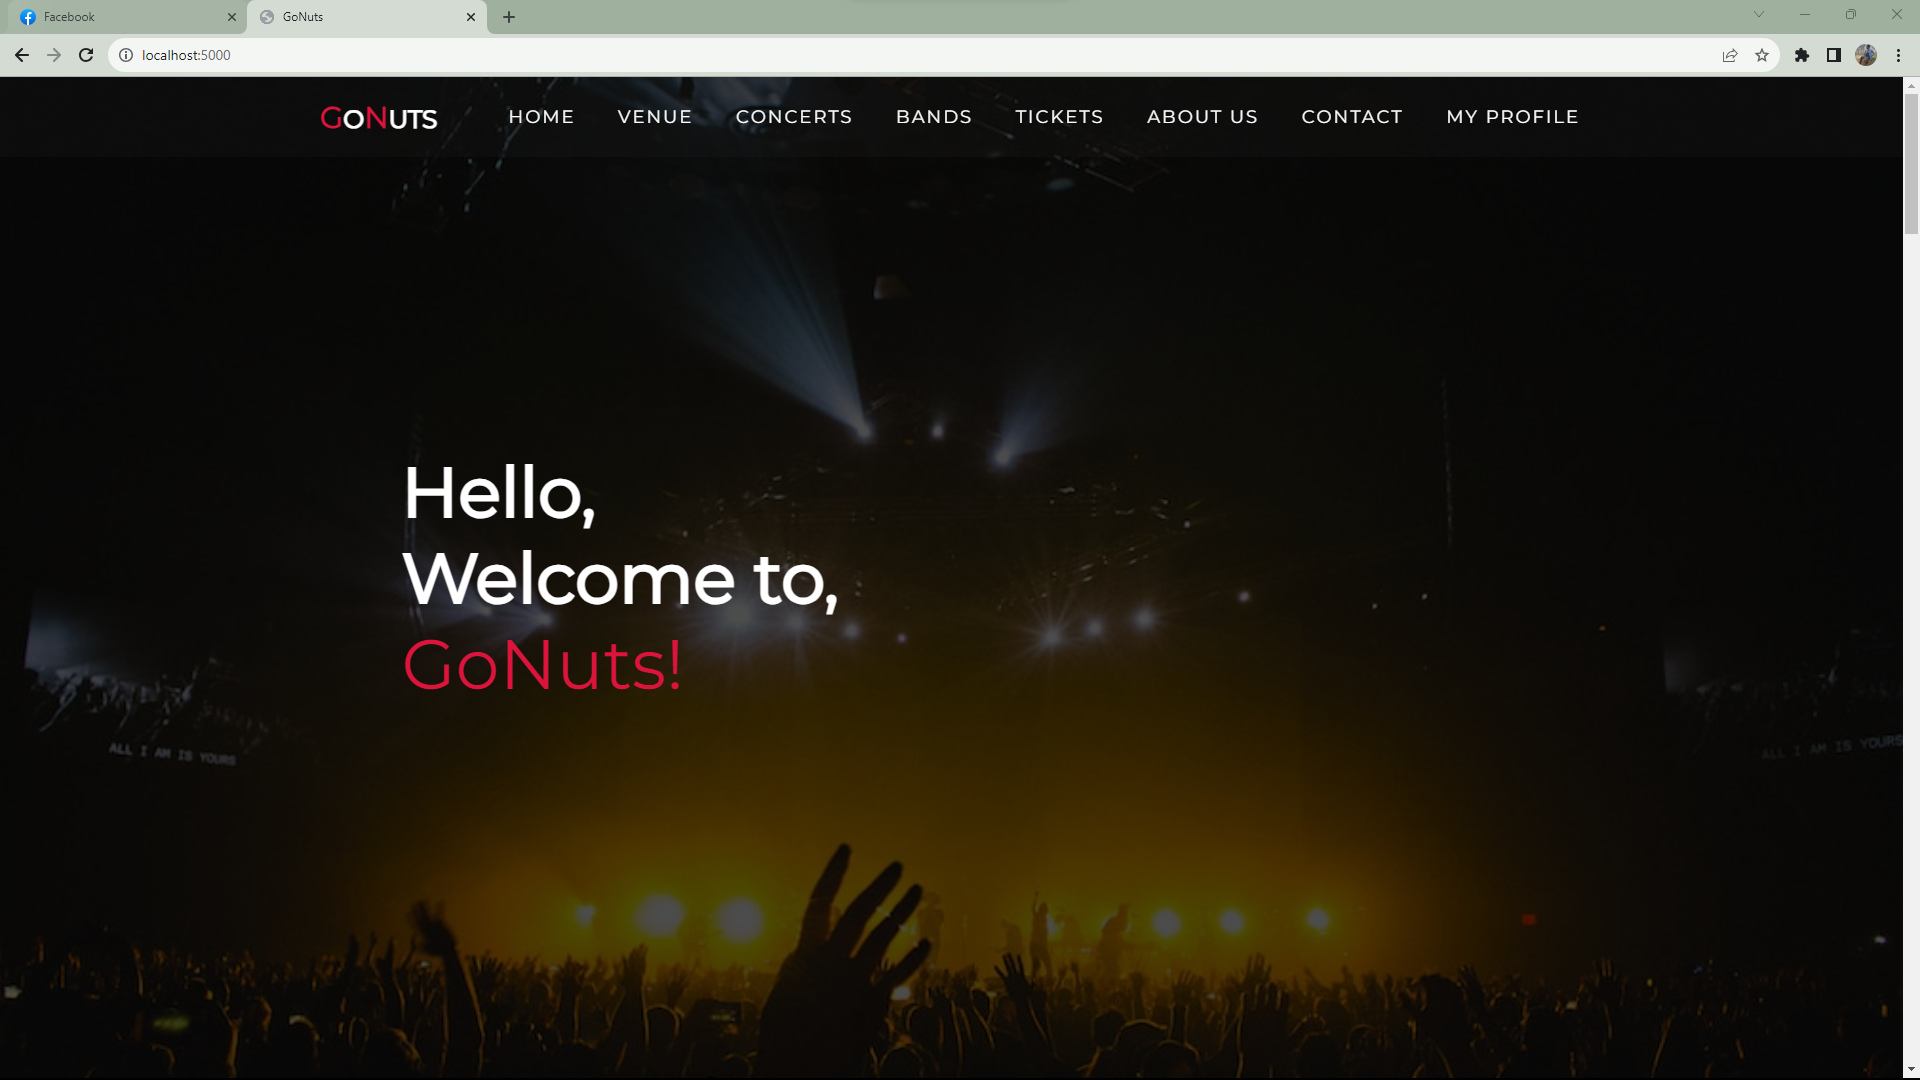 Facebook
GoNuts
localhost:5000
GoNuts HOME VENUE CONCERTS BANDS TICKETS ABOUT US CONTACT MY PROFILE
Hello,
Welcome to,
GoNuts!
ALL I AM IS YOURS
ALL I AM IS YOURS